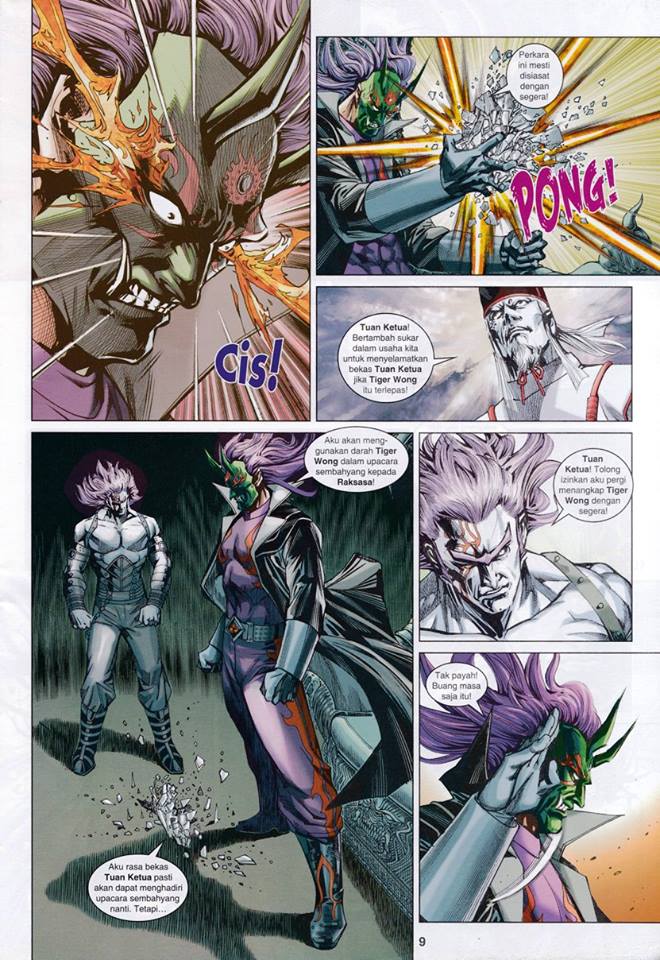 Cis!
Perkara
ini mesti
disiasat
dengan
segera!
PONG!
Tuan Ketua!
Bertambah sukar
dalam usaha kita
untuk menyelamatkan
bekas Tuan Ketua
jika Tiger Wong
itu terlepas!
Aku akan meng-
gunakan darah Tiger
Wong dalam upacara
sembahyang kepada
Raksasa!
Aku rasa bekas
Tuan Ketua pasti
akan dapat menghadiri
upacara sembahyang
nanti. Tetapi...
Tuan
Ketua! Tolong
izinkan aku pergi
menangkap Tiger
Wong dengan
segera!
Tak payah!
Buang masa
saja itu!
9